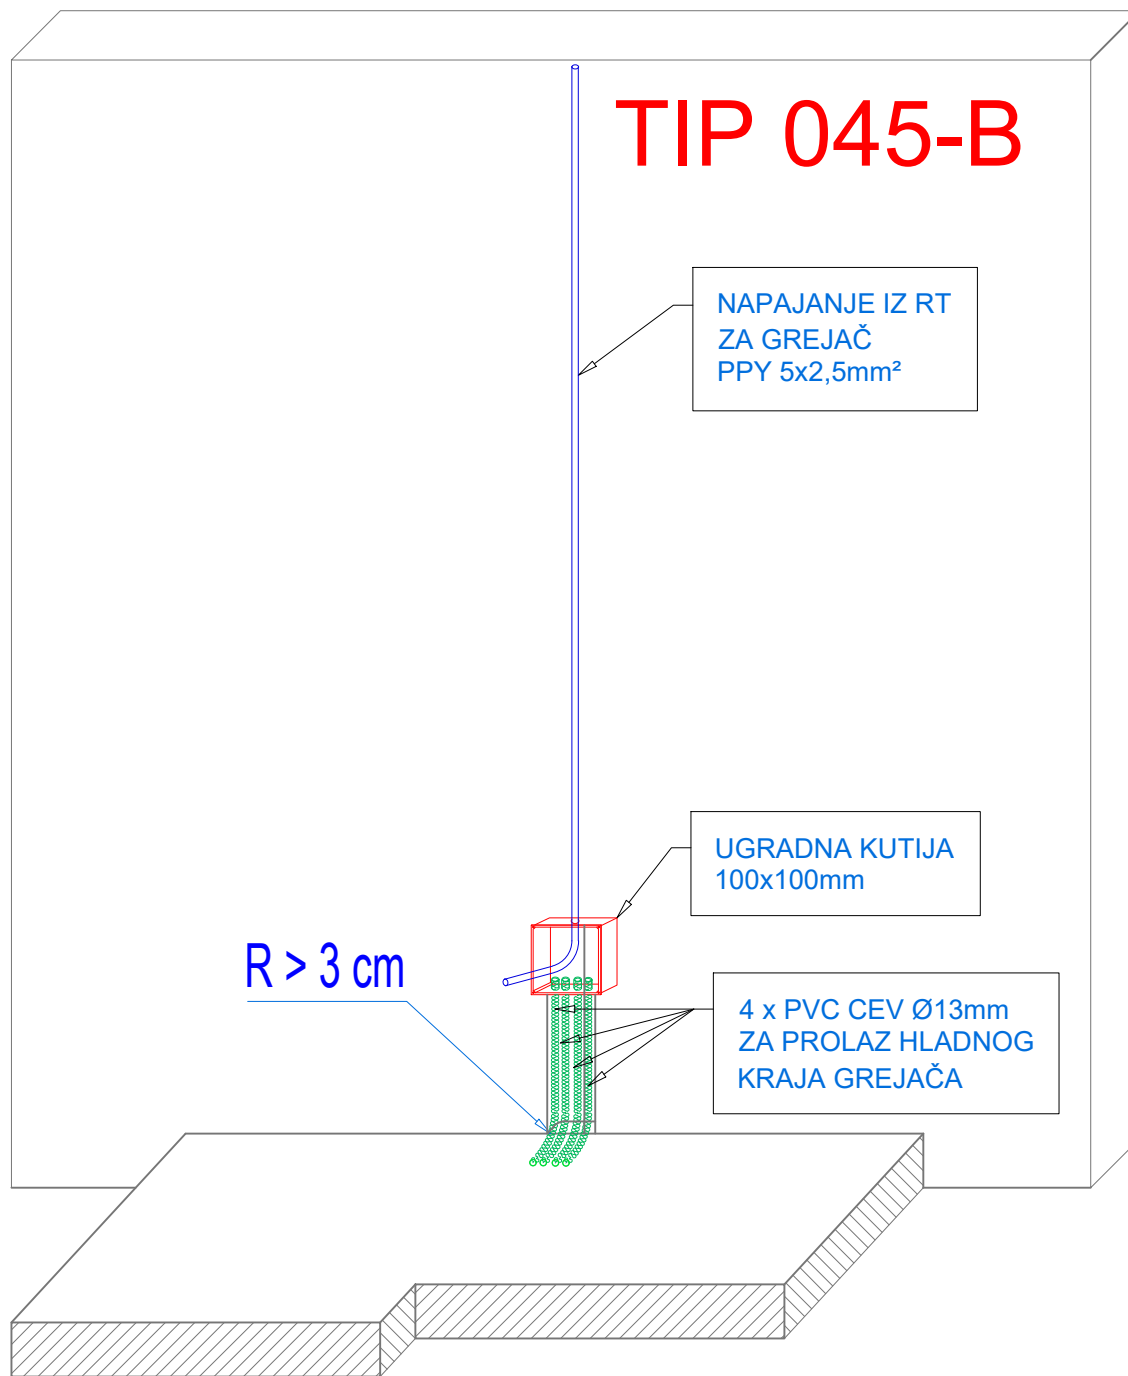 TIP 045-B
NAPAJANJE IZ RT
ZA GREJAČ
PPY 5x2,5mm²
UGRADNA KUTIJA
100x100mm
R > 3 cm
4 x PVC CEV Ø13mm
ZA PROLAZ HLADNOG
KRAJA GREJAČA